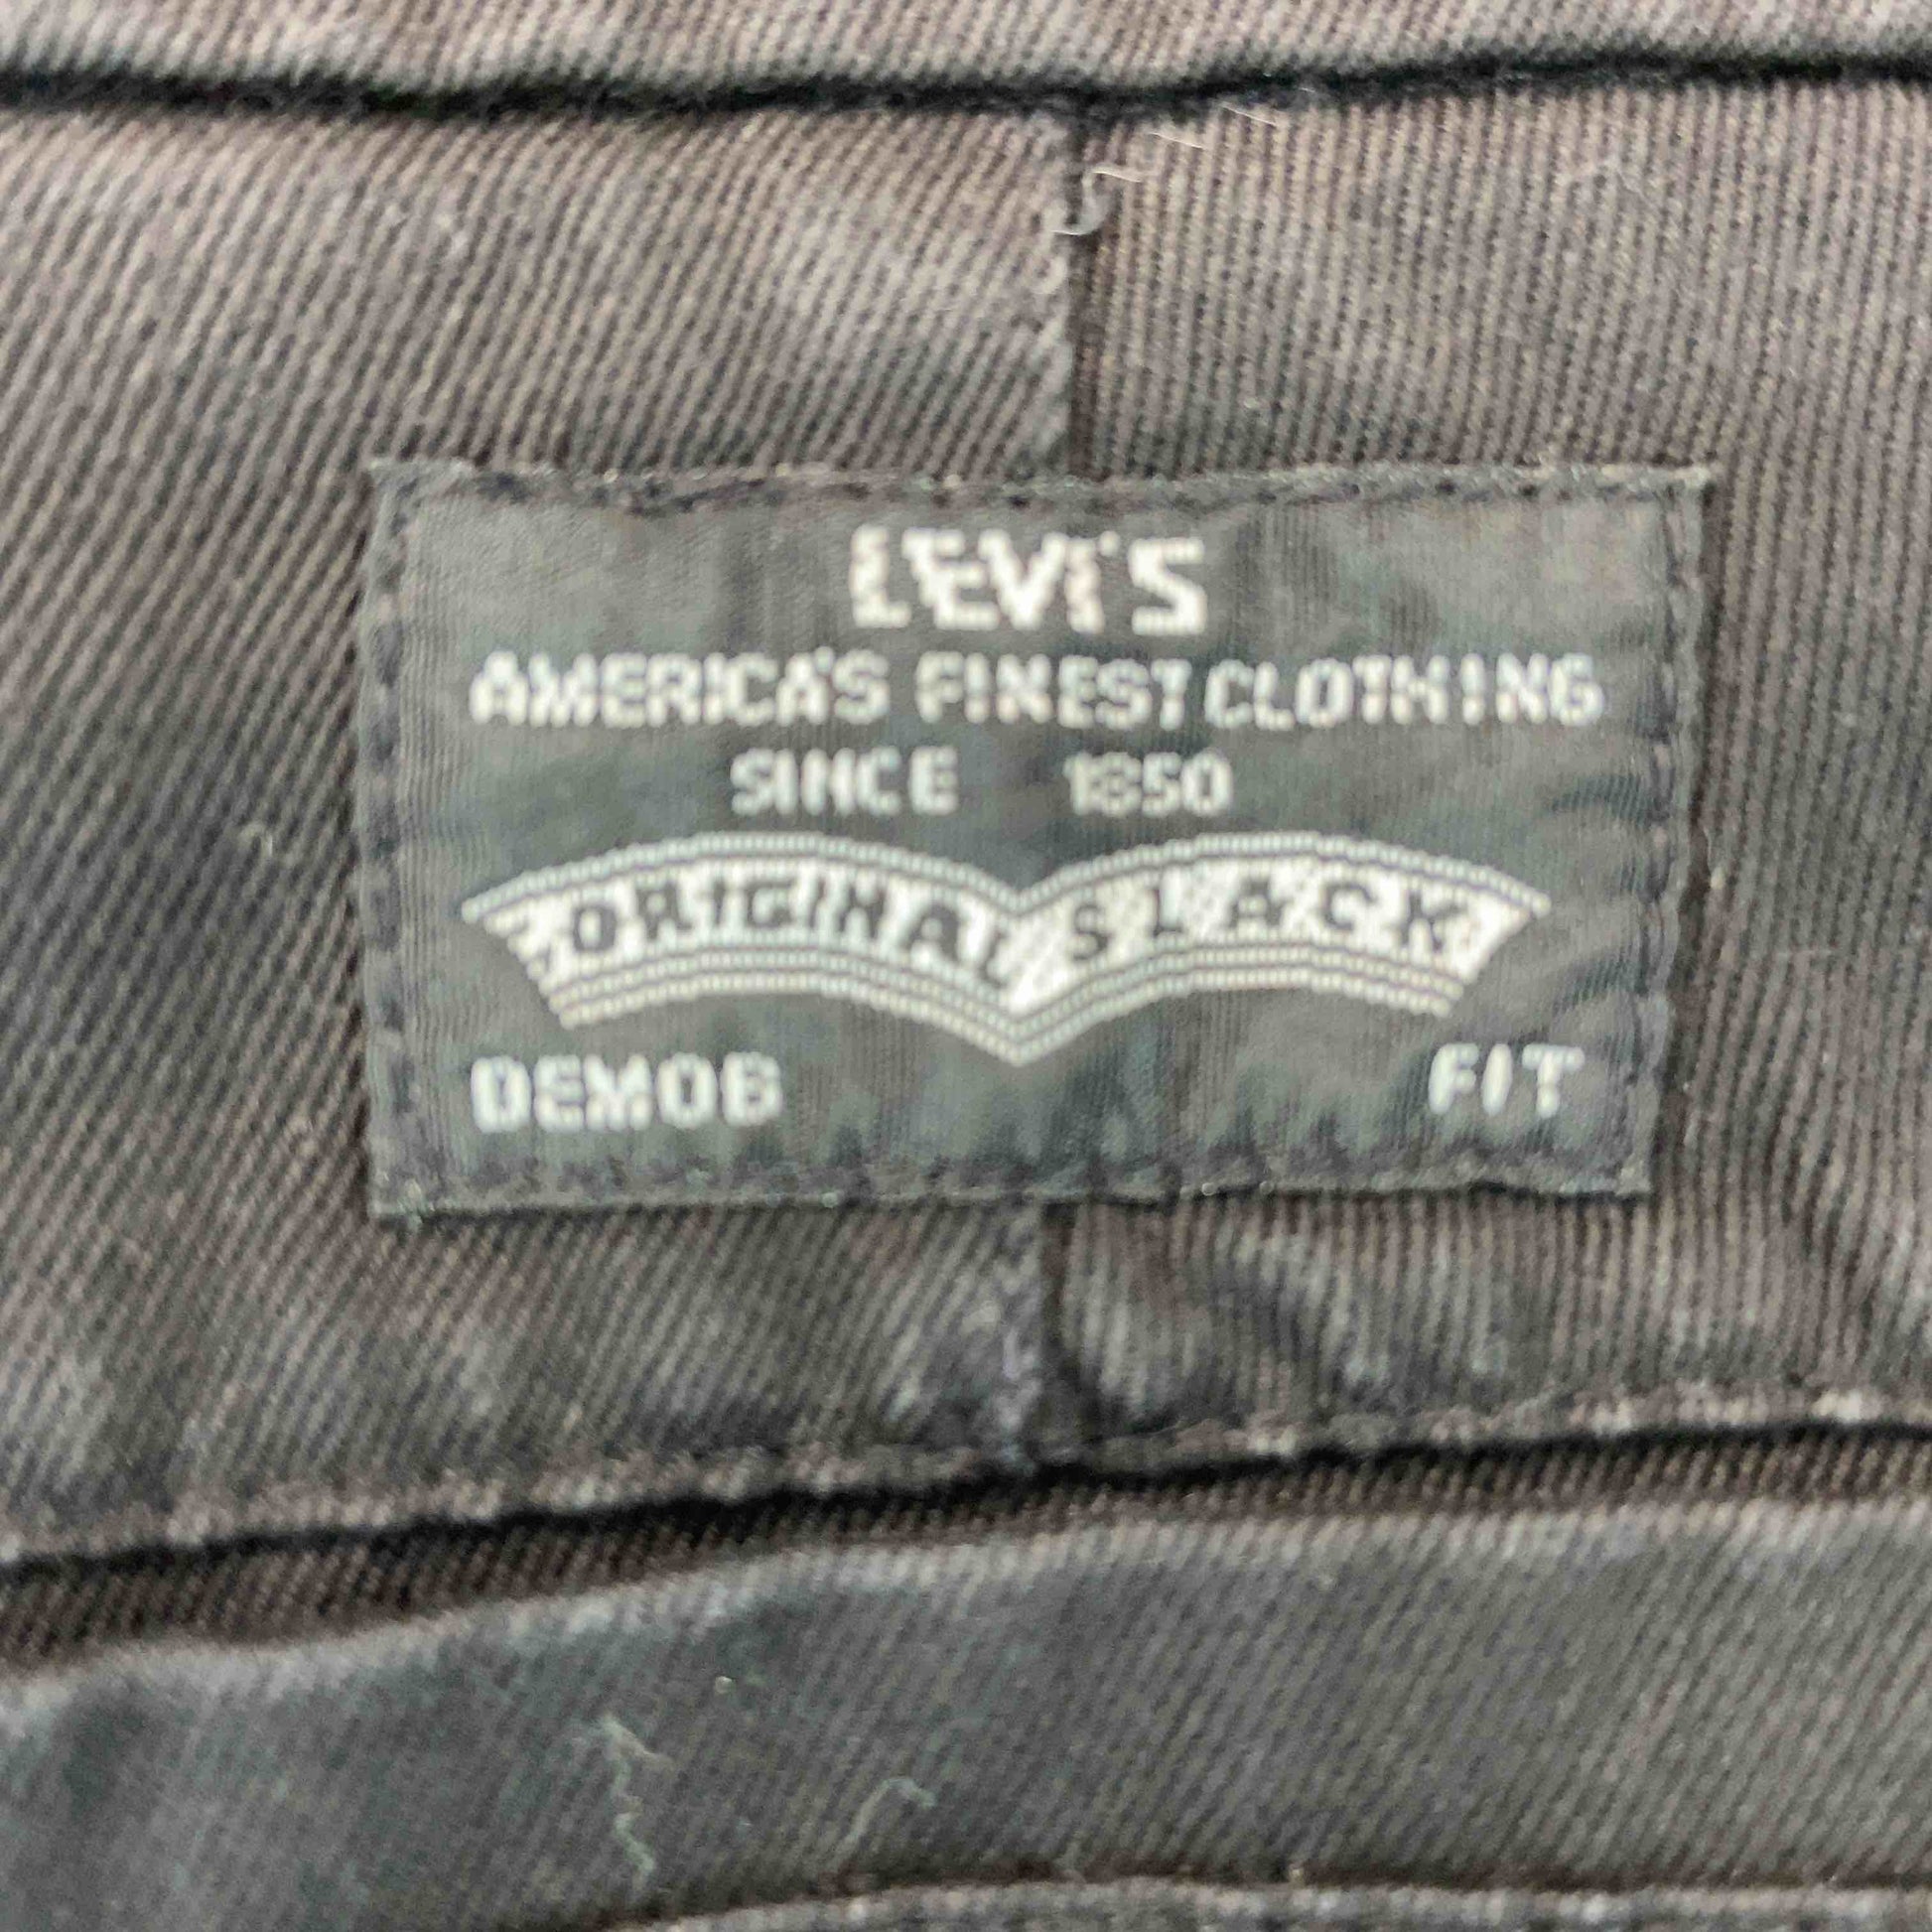 LEVI'S
AMERICA'S FINEST CLOTHING
SINCE 1850
ORIGINAL SLACK
DEMOB FIT